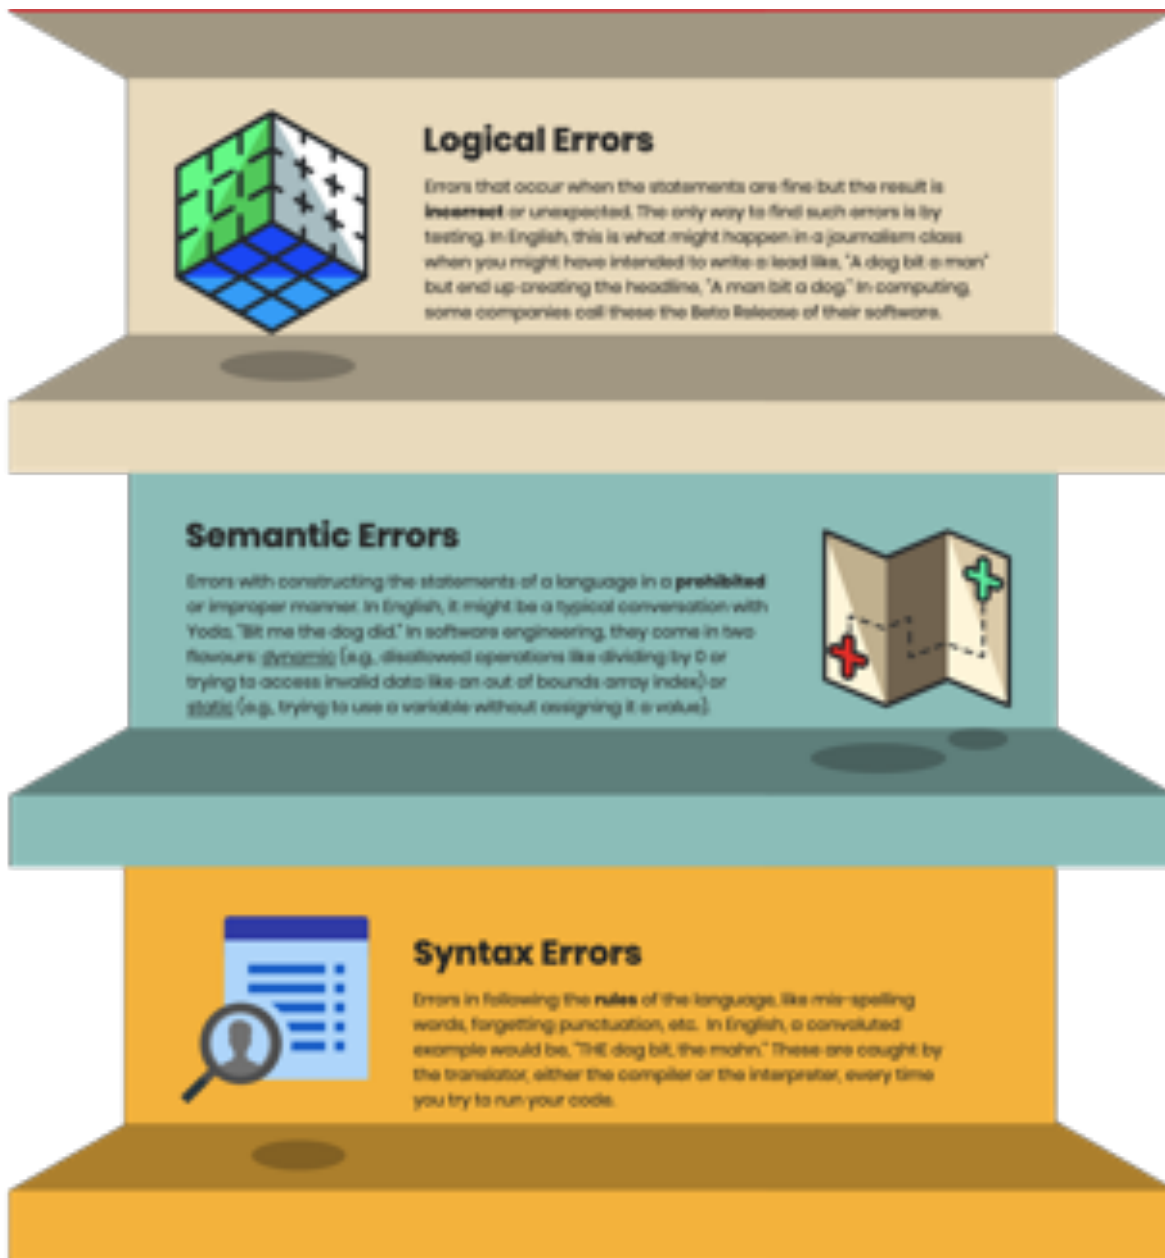 Logical Errors
Errors that occur when the statements are fine but the result is
incorrect or unexpected. The only way to find such errors is by
testing. In English, this is what might happen in a journalism class
when you might have intended to write a lead like, "A dog bit a man"
but end up creating the headline, "A man bit a dog." In computing,
some companies call these the Beta Release of their software.
Semantic Errors
Errors with constructing the statements of a language in a prohibited
or improper manner. In English, it might be a typical conversation with
Yoda, "Bit me the dog did." In software engineering, they come in two
flavours: dynamic (e.g., disallowed operations like dividing by 0 or
trying to access invalid data like an out of bounds array index) or
static (e.g., trying to use a variable without assigning it a value).
Syntax Errors
Errors in following the rules of the language, like mis-spelling
words, forgetting punctuation, etc. In English, a convoluted
example would be, "THE dog bit, the mahn." These are caught by
the translator, either the compiler or the interpreter, every time
you try to run your code.